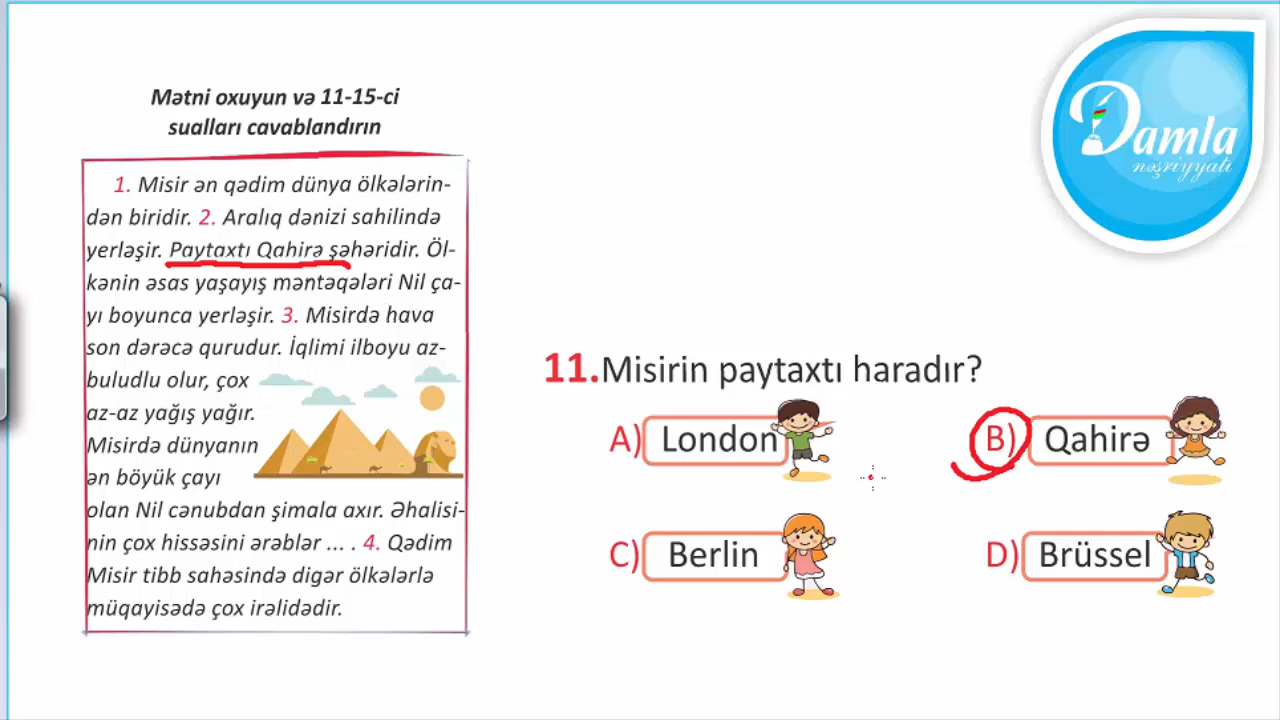 Mətni oxuyun və 11-15-ci
sualları cavablandırın
1. Misir ən qədim dünya ölkələrin-
dən biridir. 2. Aralıq dənizi sahilində
yerləşir. Paytaxtı Qahirə şəhəridir. Öl-
kənin əsas yaşayış məntəqələri Nil ça-
yı boyunca yerləşir. 3. Misirdə hava
son dərəcə qurudur. İqlimi ilboyu az-
buludlu olur, çox
az-az yağış yağır.
Misirdə dünyanın
ən böyük çayı
olan Nil cənubdan şimala axır. Əhalisi-
nin çox hissəsini ərəblər ... . 4. Qədim
Misir tibb sahəsində digər ölkələrlə
müqayisədə çox irəlidədir.
Damla
nəşriyyatı
11. Misirin paytaxtı haradır?
A) London
B) Qahirə
C) Berlin
D) Brüssel